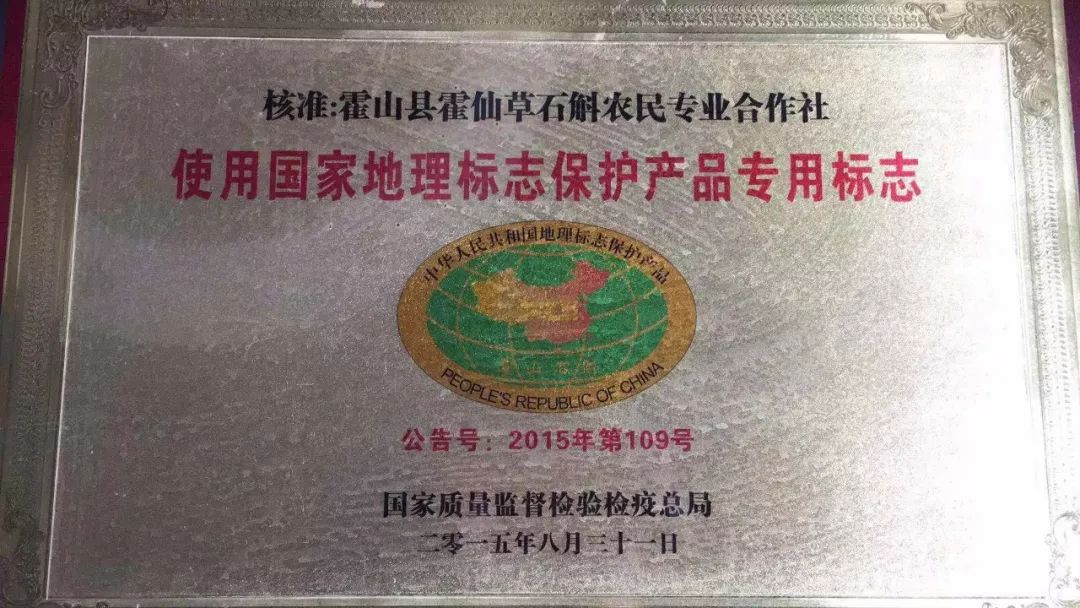 核准:霍山县霍仙草石斛农民专业合作社
使用国家地理标志保护产品专用标志
中华人民共和国地理标志保护产品
霍山石斛
PEOPLE'S REPUBLIC OF CHINA
公告号：2015年第109号
国家质量监督检验检疫总局
二零一五年八月三十一日